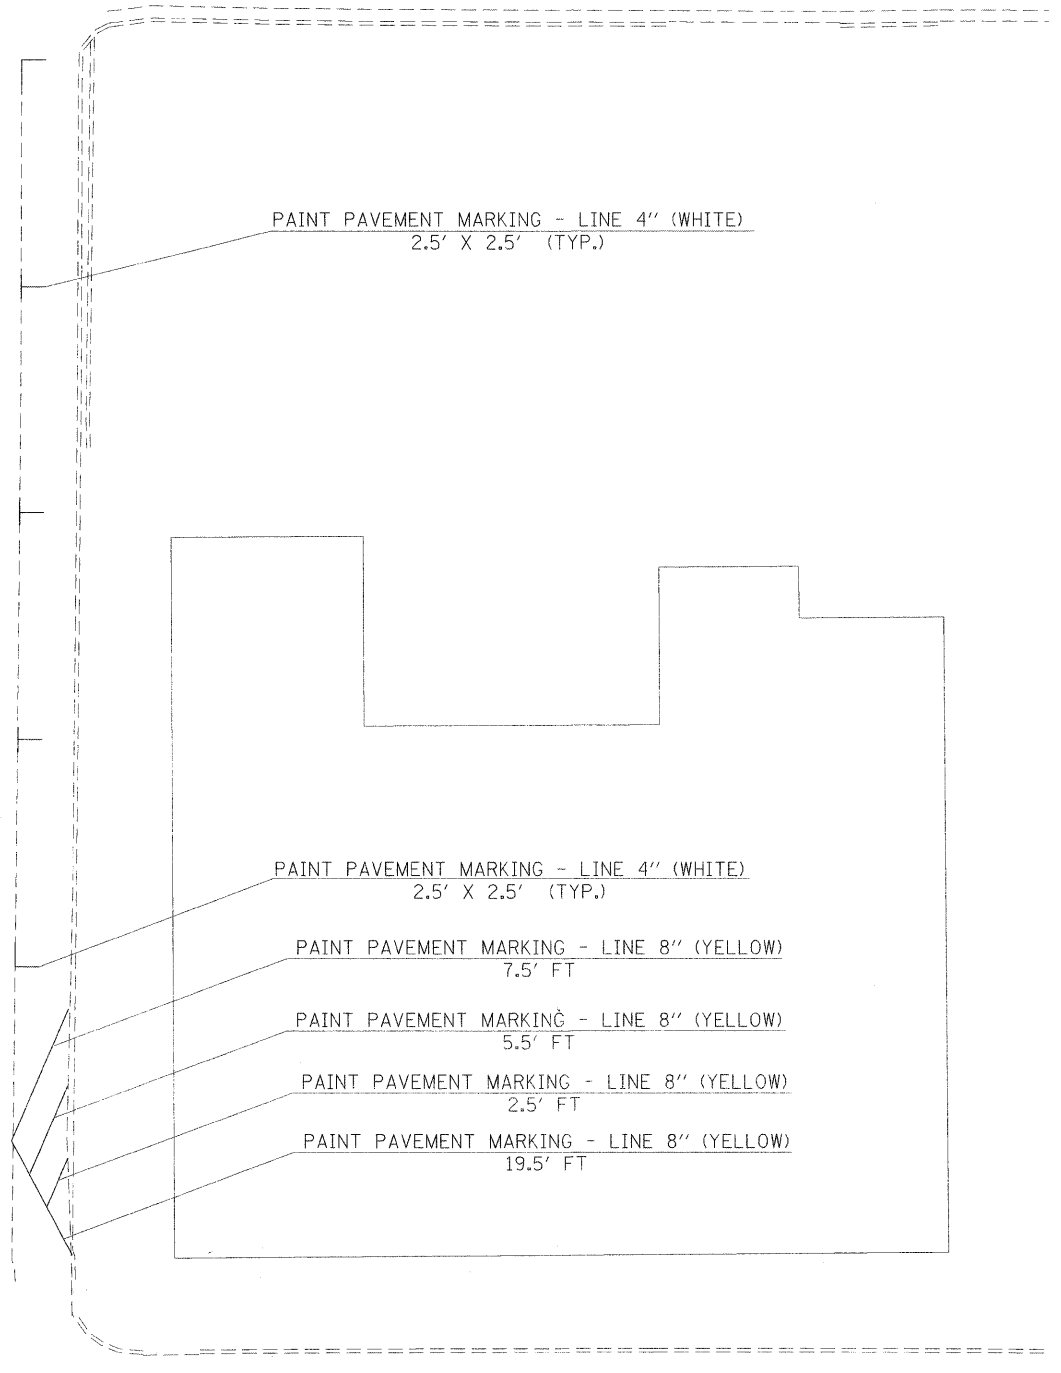 PAINT PAVEMENT MARKING - LINE 4" (WHITE)
2.5' X 2.5' (TYP.)
PAINT PAVEMENT MARKING - LINE 4" (WHITE)
2.5' X 2.5' (TYP.)
PAINT PAVEMENT MARKING - LINE 8" (YELLOW)
7.5' FT
PAINT PAVEMENT MARKING - LINE 8" (YELLOW)
5.5' FT
PAINT PAVEMENT MARKING - LINE 8" (YELLOW)
2.5' FT
PAINT PAVEMENT MARKING - LINE 8" (YELLOW)
19.5' FT